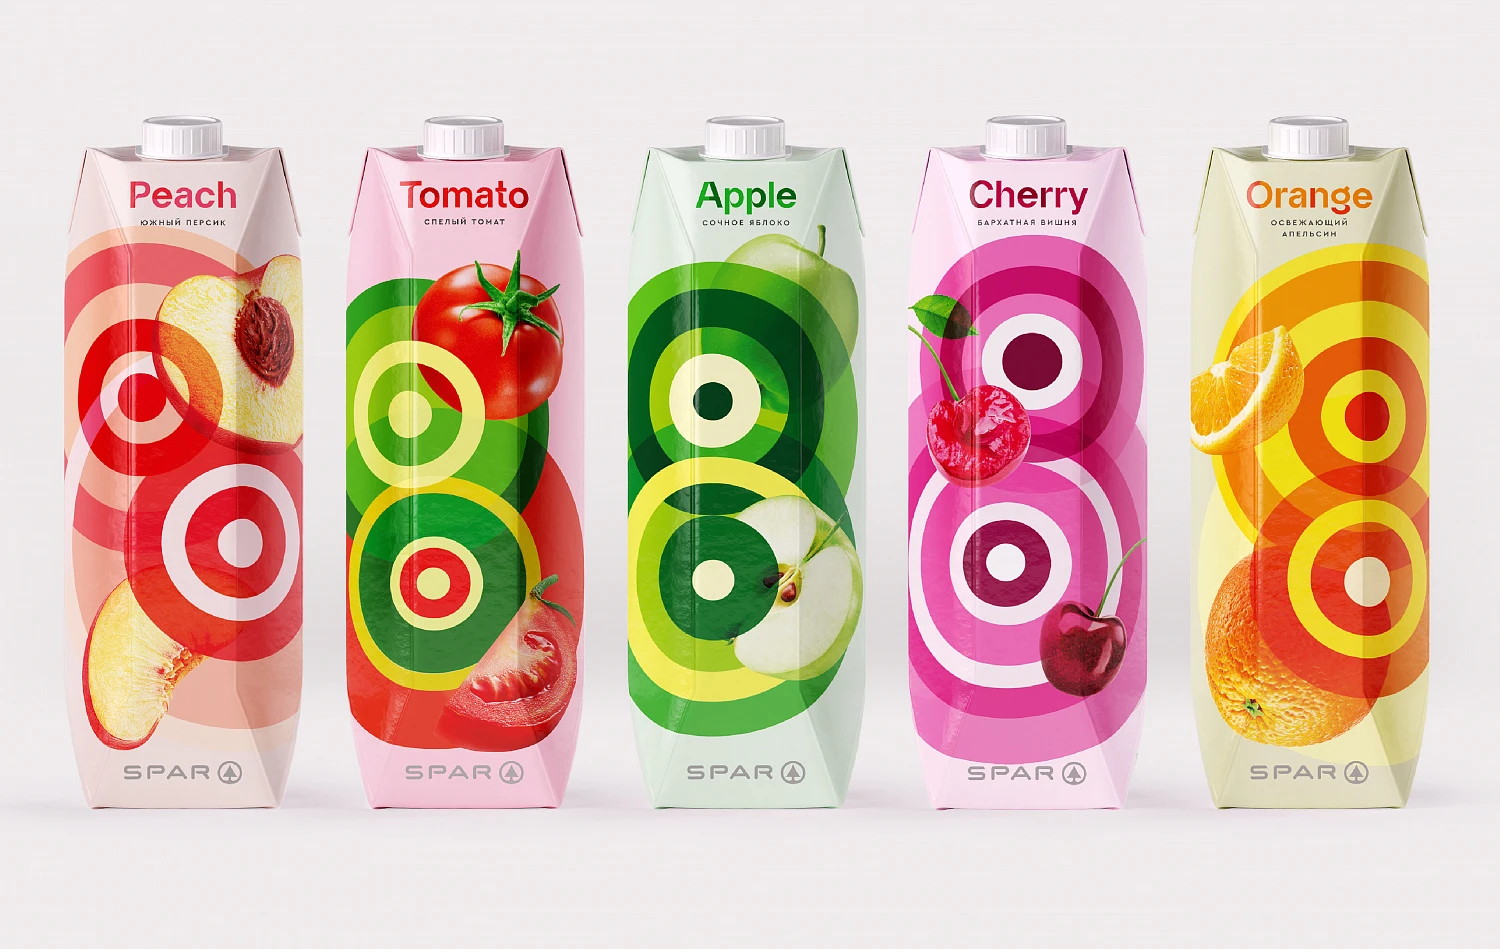 Peach
ЮЖНЫЙ ПЕРСИК
SPAR
Tomato
СПЕЛЫЙ ТОМАТ
SPAR
Apple
СОЧНОЕ ЯБЛОКО
SPAR
Cherry
БАРХАТНАЯ ВИШНЯ
SPAR
Orange
ОСВЕЖАЮЩИЙ
АПЕЛЬСИН
SPAR